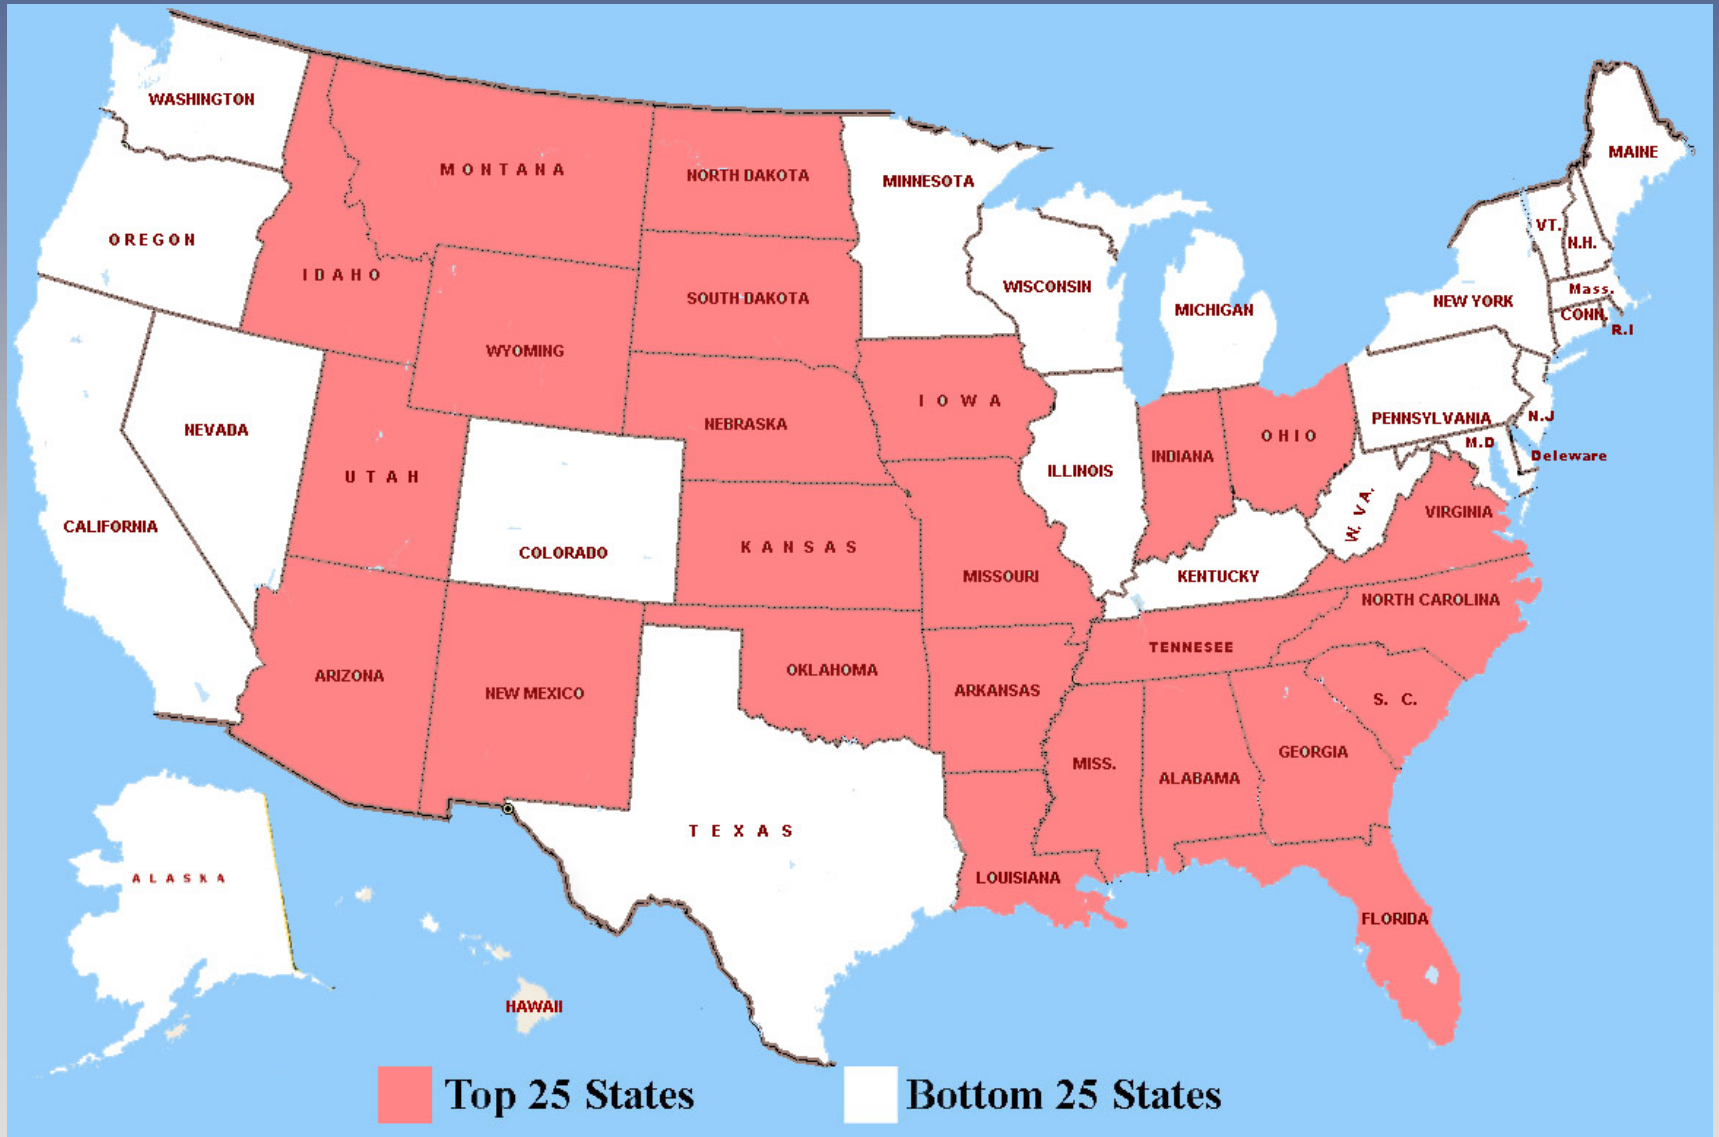 WASHINGTON
MONTANA
NORTH DAKOTA
MINNESOTA
MAINE
OREGON
IDAHO
VT.
N.H.
SOUTH DAKOTA
WISCONSIN
MICHIGAN
NEW YORK
Mass.
CONN.
R.I
WYOMING
NEVADA
UTAH
NEBRASKA
IOWA
ILLINOIS
INDIANA
OHIO
PENNSYLVANIA
N.J
M.D
Deleware
CALIFORNIA
COLORADO
KANSAS
MISSOURI
KENTUCKY
W. VA.
VIRGINIA
NORTH CAROLINA
TENNESEE
ARIZONA
NEW MEXICO
OKLAHOMA
ARKANSAS
S. C.
MISS.
ALABAMA
GEORGIA
TEXAS
LOUISIANA
FLORIDA
ALASKA
HAWAII
Top 25 States
Bottom 25 States